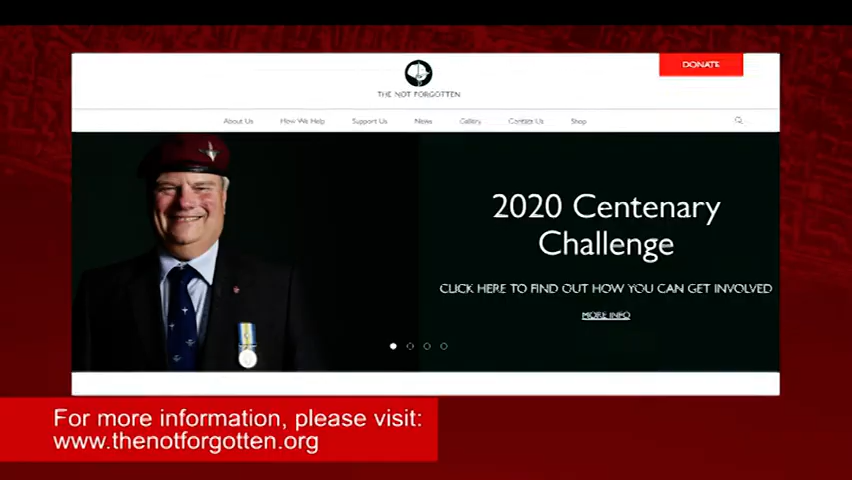 DONATE
THE NOT FORGOTTEN
About Us How We Help Support Us News Gallery Contact Us Shop
2020 Centenary
Challenge
CLICK HERE TO FIND OUT HOW YOU CAN GET INVOLVED
MORE INFO
For more information, please visit:
www.thenotforgotten.org